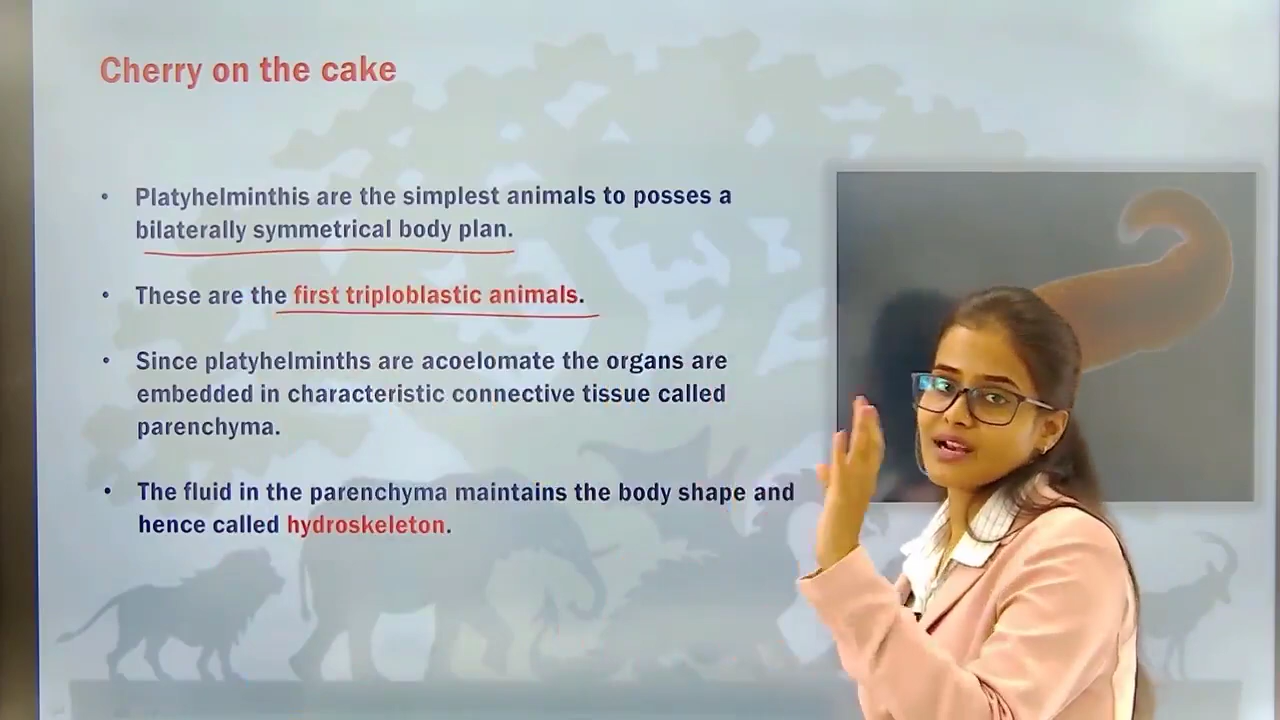 Cherry on the cake
• Platyhelminthis are the simplest animals to posses a
bilaterally symmetrical body plan.
• These are the first triploblastic animals.
• Since platyhelminths are acoelomate the organs are
embedded in characteristic connective tissue called
parenchyma.
• The fluid in the parenchyma maintains the body shape and
hence called hydroskeleton.